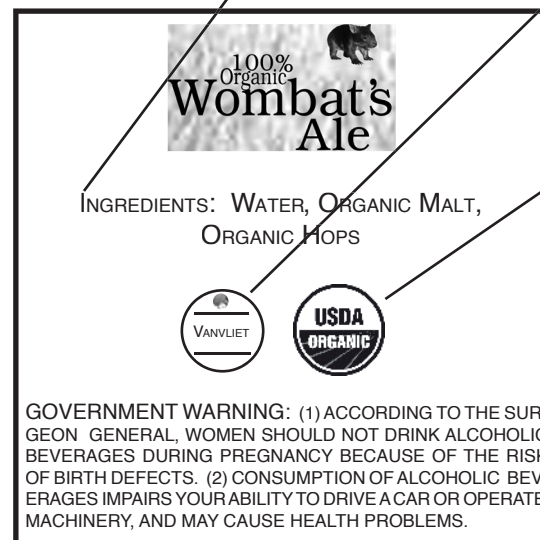 100%
Organic
Wombat's
Ale
INGREDIENTS: WATER, ORGANIC MALT,
ORGANIC HOPS
VANVLIET
USDA
ORGANIC
GOVERNMENT WARNING: (1) ACCORDING TO THE SUR
GEON GENERAL, WOMEN SHOULD NOT DRINK ALCOHOLIC
BEVERAGES DURING PREGNANCY BECAUSE OF THE RISK
OF BIRTH DEFECTS. (2) CONSUMPTION OF ALCOHOLIC BEV
ERAGES IMPAIRS YOUR ABILITY TO DRIVE A CAR OR OPERATE
MACHINERY, AND MAY CAUSE HEALTH PROBLEMS.